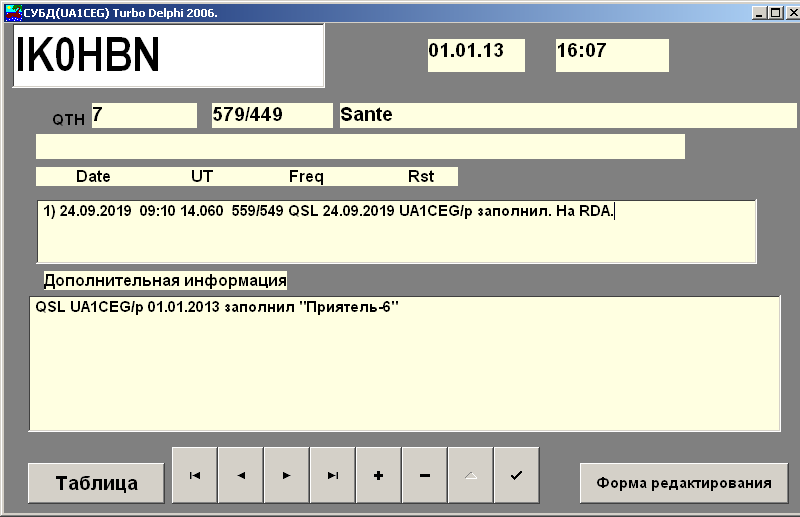 СУБД(UA1CEG) Turbo Delphi 2006.
IK0HBN
01.01.13 16:07
QTH 7 579/449 Sante
Date UT Freq Rst
1) 24.09.2019 09:10 14.060 559/549 QSL 24.09.2019 UA1CEG/p заполнил. На RDA.
Дополнительная информация
QSL UA1CEG/p 01.01.2013 заполнил "Приятель-6"
Таблица Форма редактирования